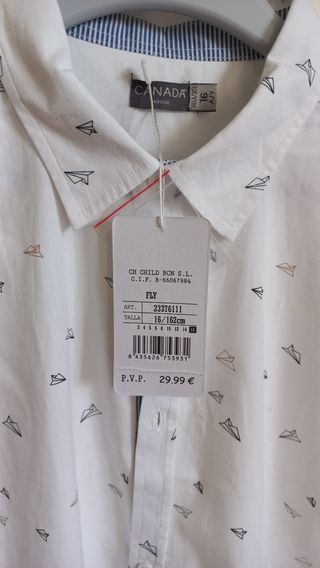 CANADA
HOUSE
16
A/Y
CH CHILD BCN S.L.
C.I.F. B-66067984
FLY
ART. 23376111
TALLA 16/162cm
3 4 5 6 8 10 12 14 16
8 435626 753931
P.V.P. 29.99 €